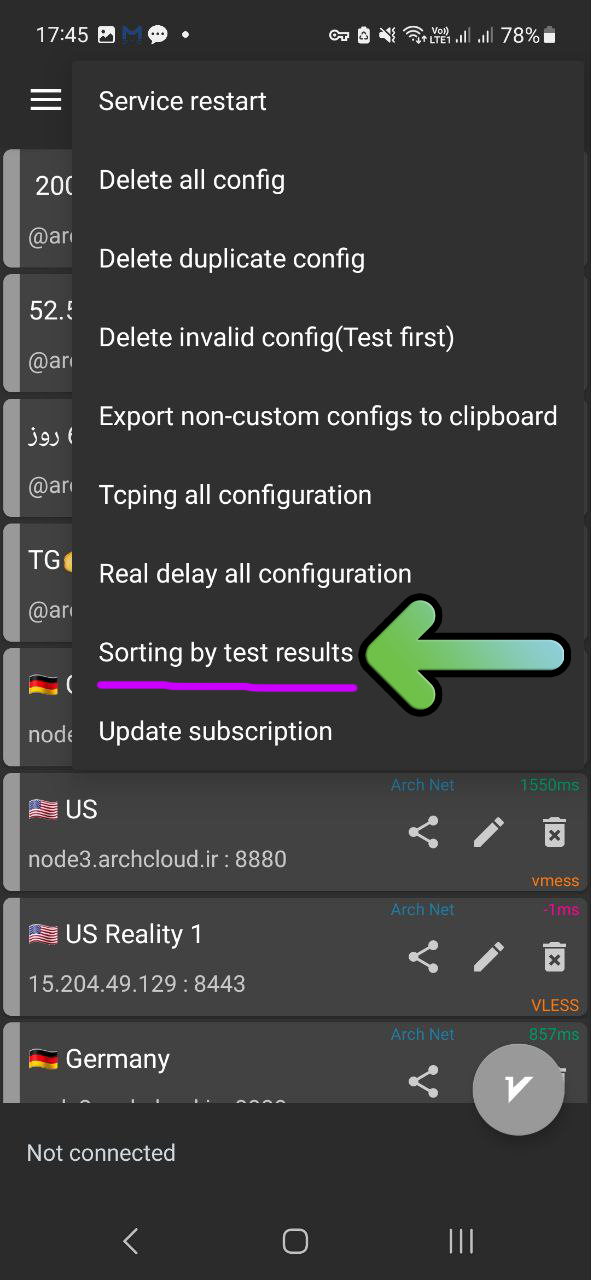 17:45
Vo))
LTE1
78%
Service restart
200
Delete all config
@arc
Delete duplicate config
52.5
Delete invalid config(Test first)
@arc
Export non-custom configs to clipboard
روز 6
@arc
Tcping all configuration
TG
Real delay all configuration
@arc
Sorting by test results
node
Update subscription
Arch Net 1550ms
US
node3.archcloud.ir : 8880
vmess
Arch Net -1ms
US Reality 1
15.204.49.129 : 8443
VLESS
Arch Net 857ms
Germany
Not connected